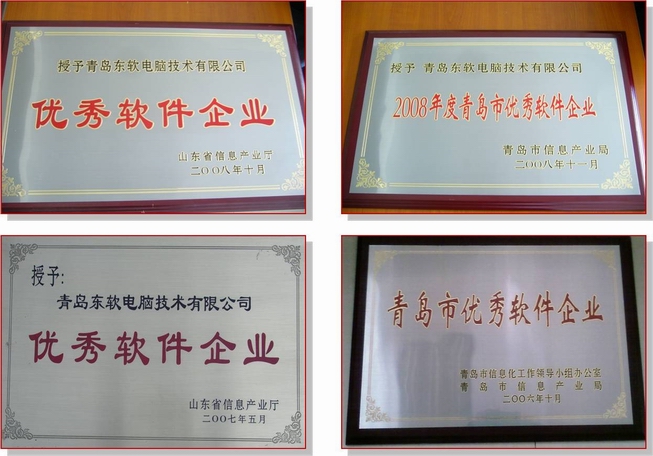 授予青岛东软电脑技术有限公司
优秀软件企业
山东省信息产业厅
二〇〇八年十月
授予 青岛东软电脑技术有限公司
2008年度青岛市优秀软件企业
青岛市信息产业局
二〇〇八年十一月
授予：
青岛东软电脑技术有限公司
优秀软件企业
山东省信息产业厅
二〇〇七年五月
青岛市优秀软件企业
青岛市信息化工作领导小组办公室
青岛市信息产业局
二〇〇六年十月